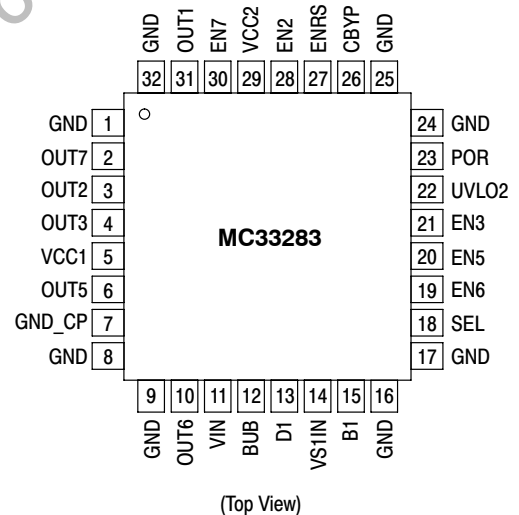 GND
OUT1
EN7
VCC2
EN2
ENRS
CBYP
GND
32 31 30 29 28 27 26 25
GND 1
OUT7 2
OUT2 3
OUT3 4
VCC1 5
OUT5 6
GND_CP 7
GND 8
MC33283
24 GND
23 POR
22 UVLO2
21 EN3
20 EN5
19 EN6
18 SEL
17 GND
9 10 11 12 13 14 15 16
GND
OUT6
VIN
BUB
D1
VS1IN
B1
GND
(Top View)